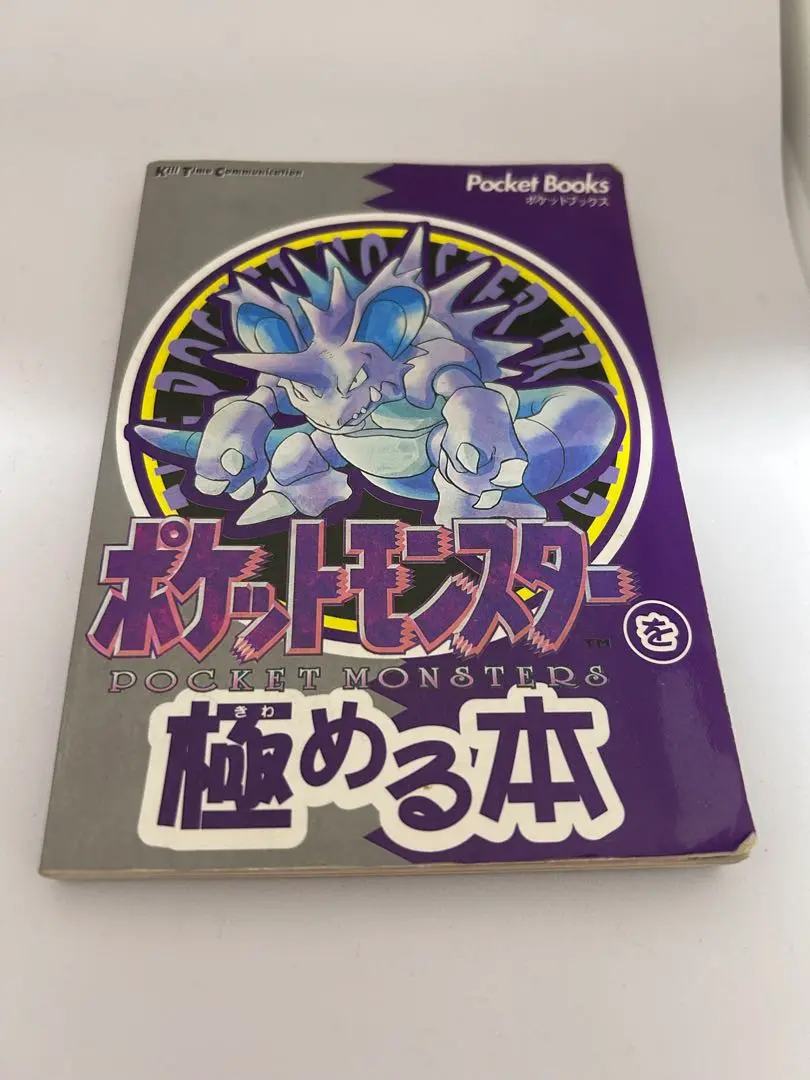 Kill Time Communication
Pocket Books
ポケットブックス
ポケットモンスター
TM
を
POCKET MONSTERS
きわ
極める本